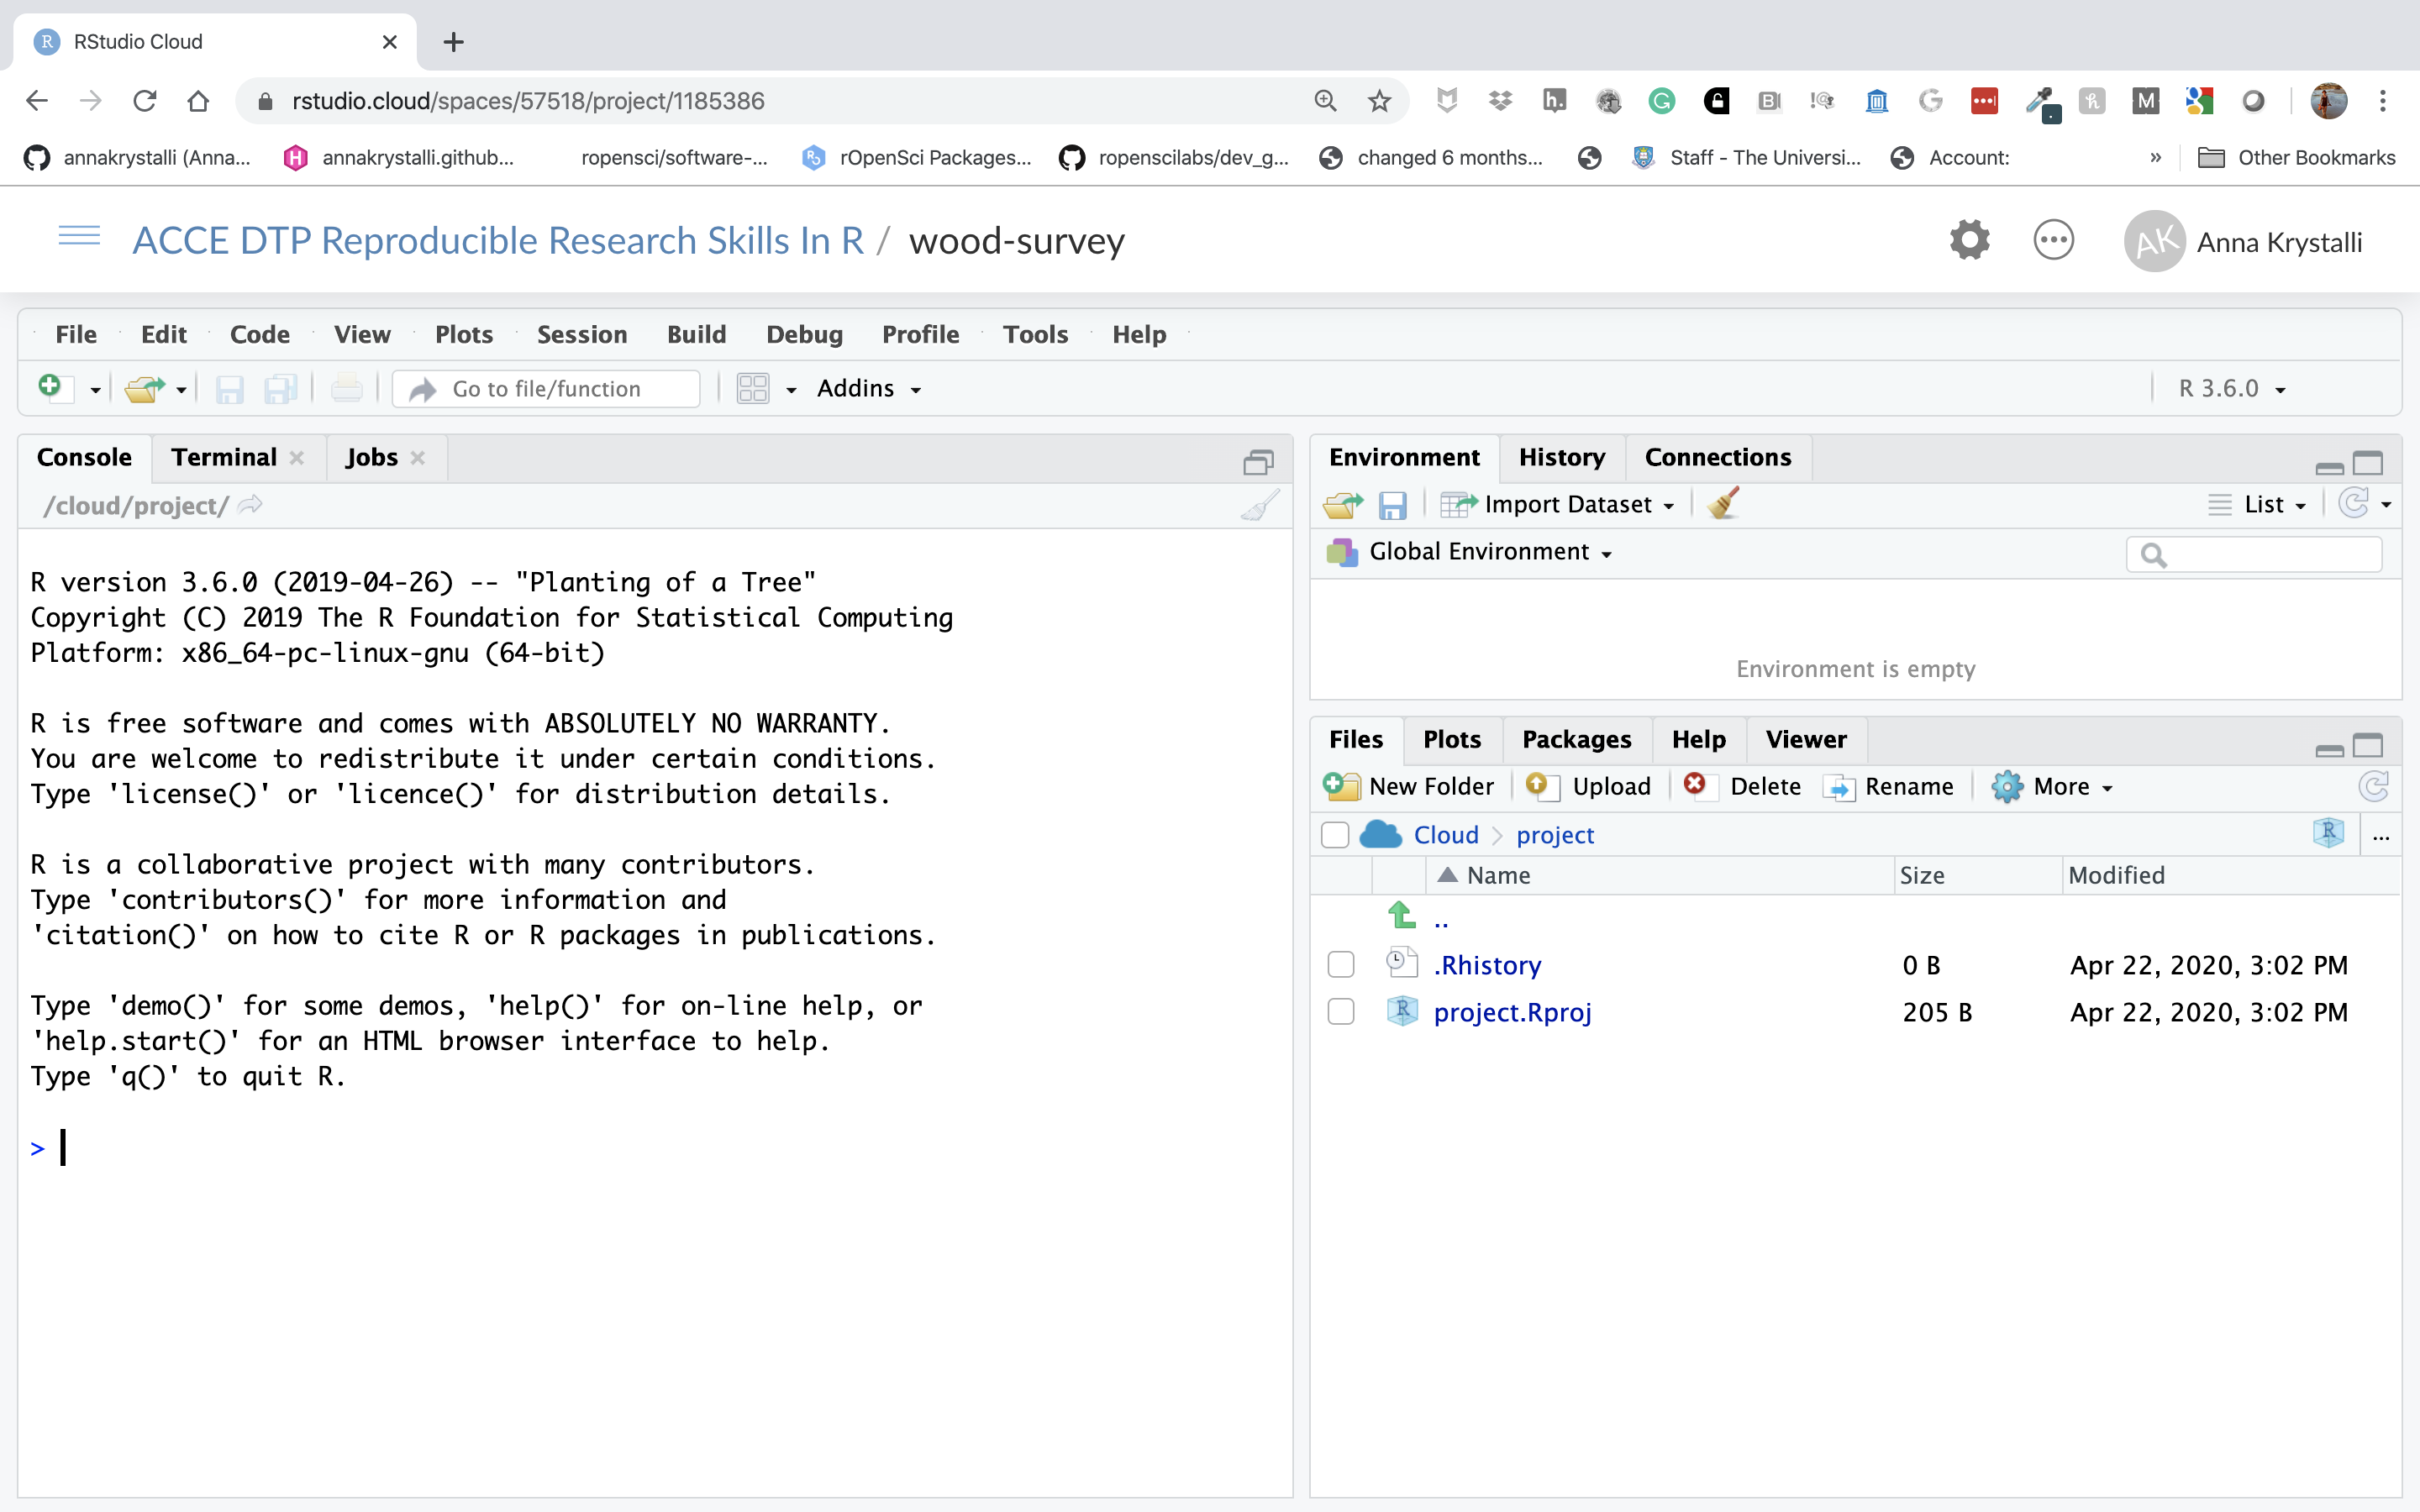 RStudio Cloud
rstudio.cloud/spaces/57518/project/1185386
annakrystalli (Anna... annakrystalli.github... ropensci/software-... rOpenSci Packages... ropenscilabs/dev_g... changed 6 months... Staff - The Universi... Account: » Other Bookmarks
ACCE DTP Reproducible Research Skills In R / wood-survey
AK Anna Krystalli
File Edit Code View Plots Session Build Debug Profile Tools Help
Go to file/function Addins R 3.6.0
Console Terminal Jobs
/cloud/project/
R version 3.6.0 (2019-04-26) -- "Planting of a Tree"
Copyright (C) 2019 The R Foundation for Statistical Computing
Platform: x86_64-pc-linux-gnu (64-bit)
R is free software and comes with ABSOLUTELY NO WARRANTY.
You are welcome to redistribute it under certain conditions.
Type 'license()' or 'licence()' for distribution details.
R is a collaborative project with many contributors.
Type 'contributors()' for more information and
'citation()' on how to cite R or R packages in publications.
Type 'demo()' for some demos, 'help()' for on-line help, or
'help.start()' for an HTML browser interface to help.
Type 'q()' to quit R.
>
Environment History Connections
Import Dataset List
Global Environment
Environment is empty
Files Plots Packages Help Viewer
New Folder Upload Delete Rename More
Cloud project ...
Name Size Modified
..
.Rhistory 0 B Apr 22, 2020, 3:02 PM
project.Rproj 205 B Apr 22, 2020, 3:02 PM